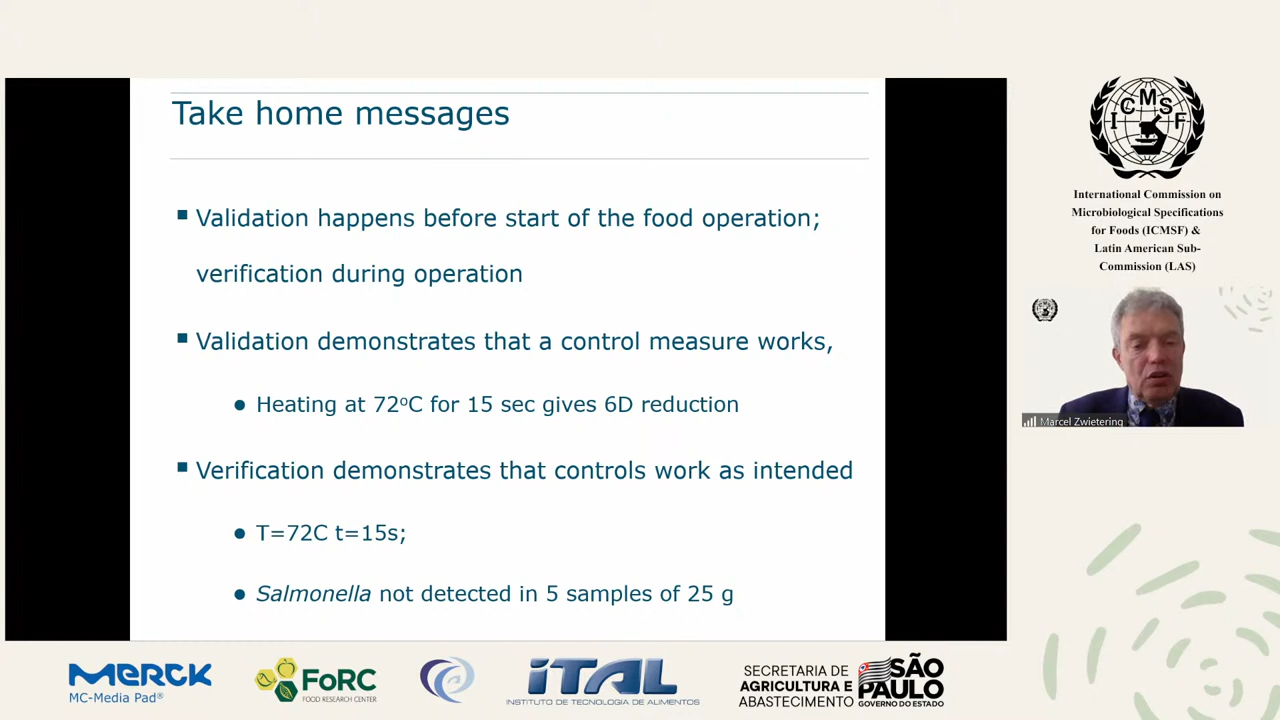 Take home messages
Validation happens before start of the food operation;
verification during operation
Validation demonstrates that a control measure works,
Heating at 72ºC for 15 sec gives 6D reduction
Verification demonstrates that controls work as intended
T=72C t=15s;
Salmonella not detected in 5 samples of 25 g
ICMSF
International Commission on
Microbiological Specifications
for Foods (ICMSF) &
Latin American Sub-
Commission (LAS)
Marcel Zwietering
MERCK
MC-Media Pad®
FoRC
FOOD RESEARCH CENTER
iTAL
INSTITUTO DE TECNOLOGIA DE ALIMENTOS
SECRETARIA DE
AGRICULTURA E
ABASTECIMENTO
SÃO
PAULO
GOVERNO DO ESTADO